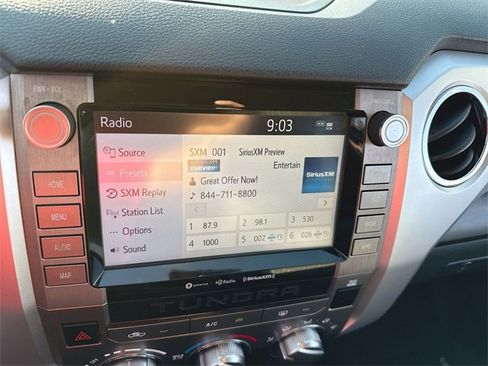 PWR•VOL
Radio
9:03
Source
SXM 001 SiriusXM Preview
Presets
PREVIEW
Entertain
SiriusXM
SXM Replay
Great Offer Now!
844-711-8800
Station List
Options
1 87.9 2 98.1 3 530
Sound
4 1000 5 002 6 026
HOME
MENU
AUDIO
MAP
HD Radio
SiriusXM
TUNDRA
A/C